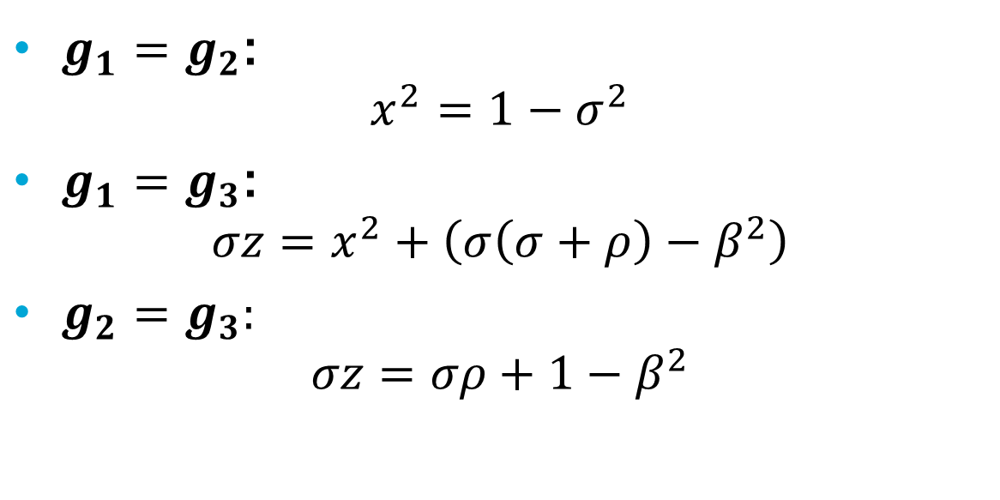 • g₁ = g₂:
x² = 1 − σ²
• g₁ = g₃:
σz = x² + (σ(σ + ρ) − β²)
• g₂ = g₃:
σz = σρ + 1 − β²